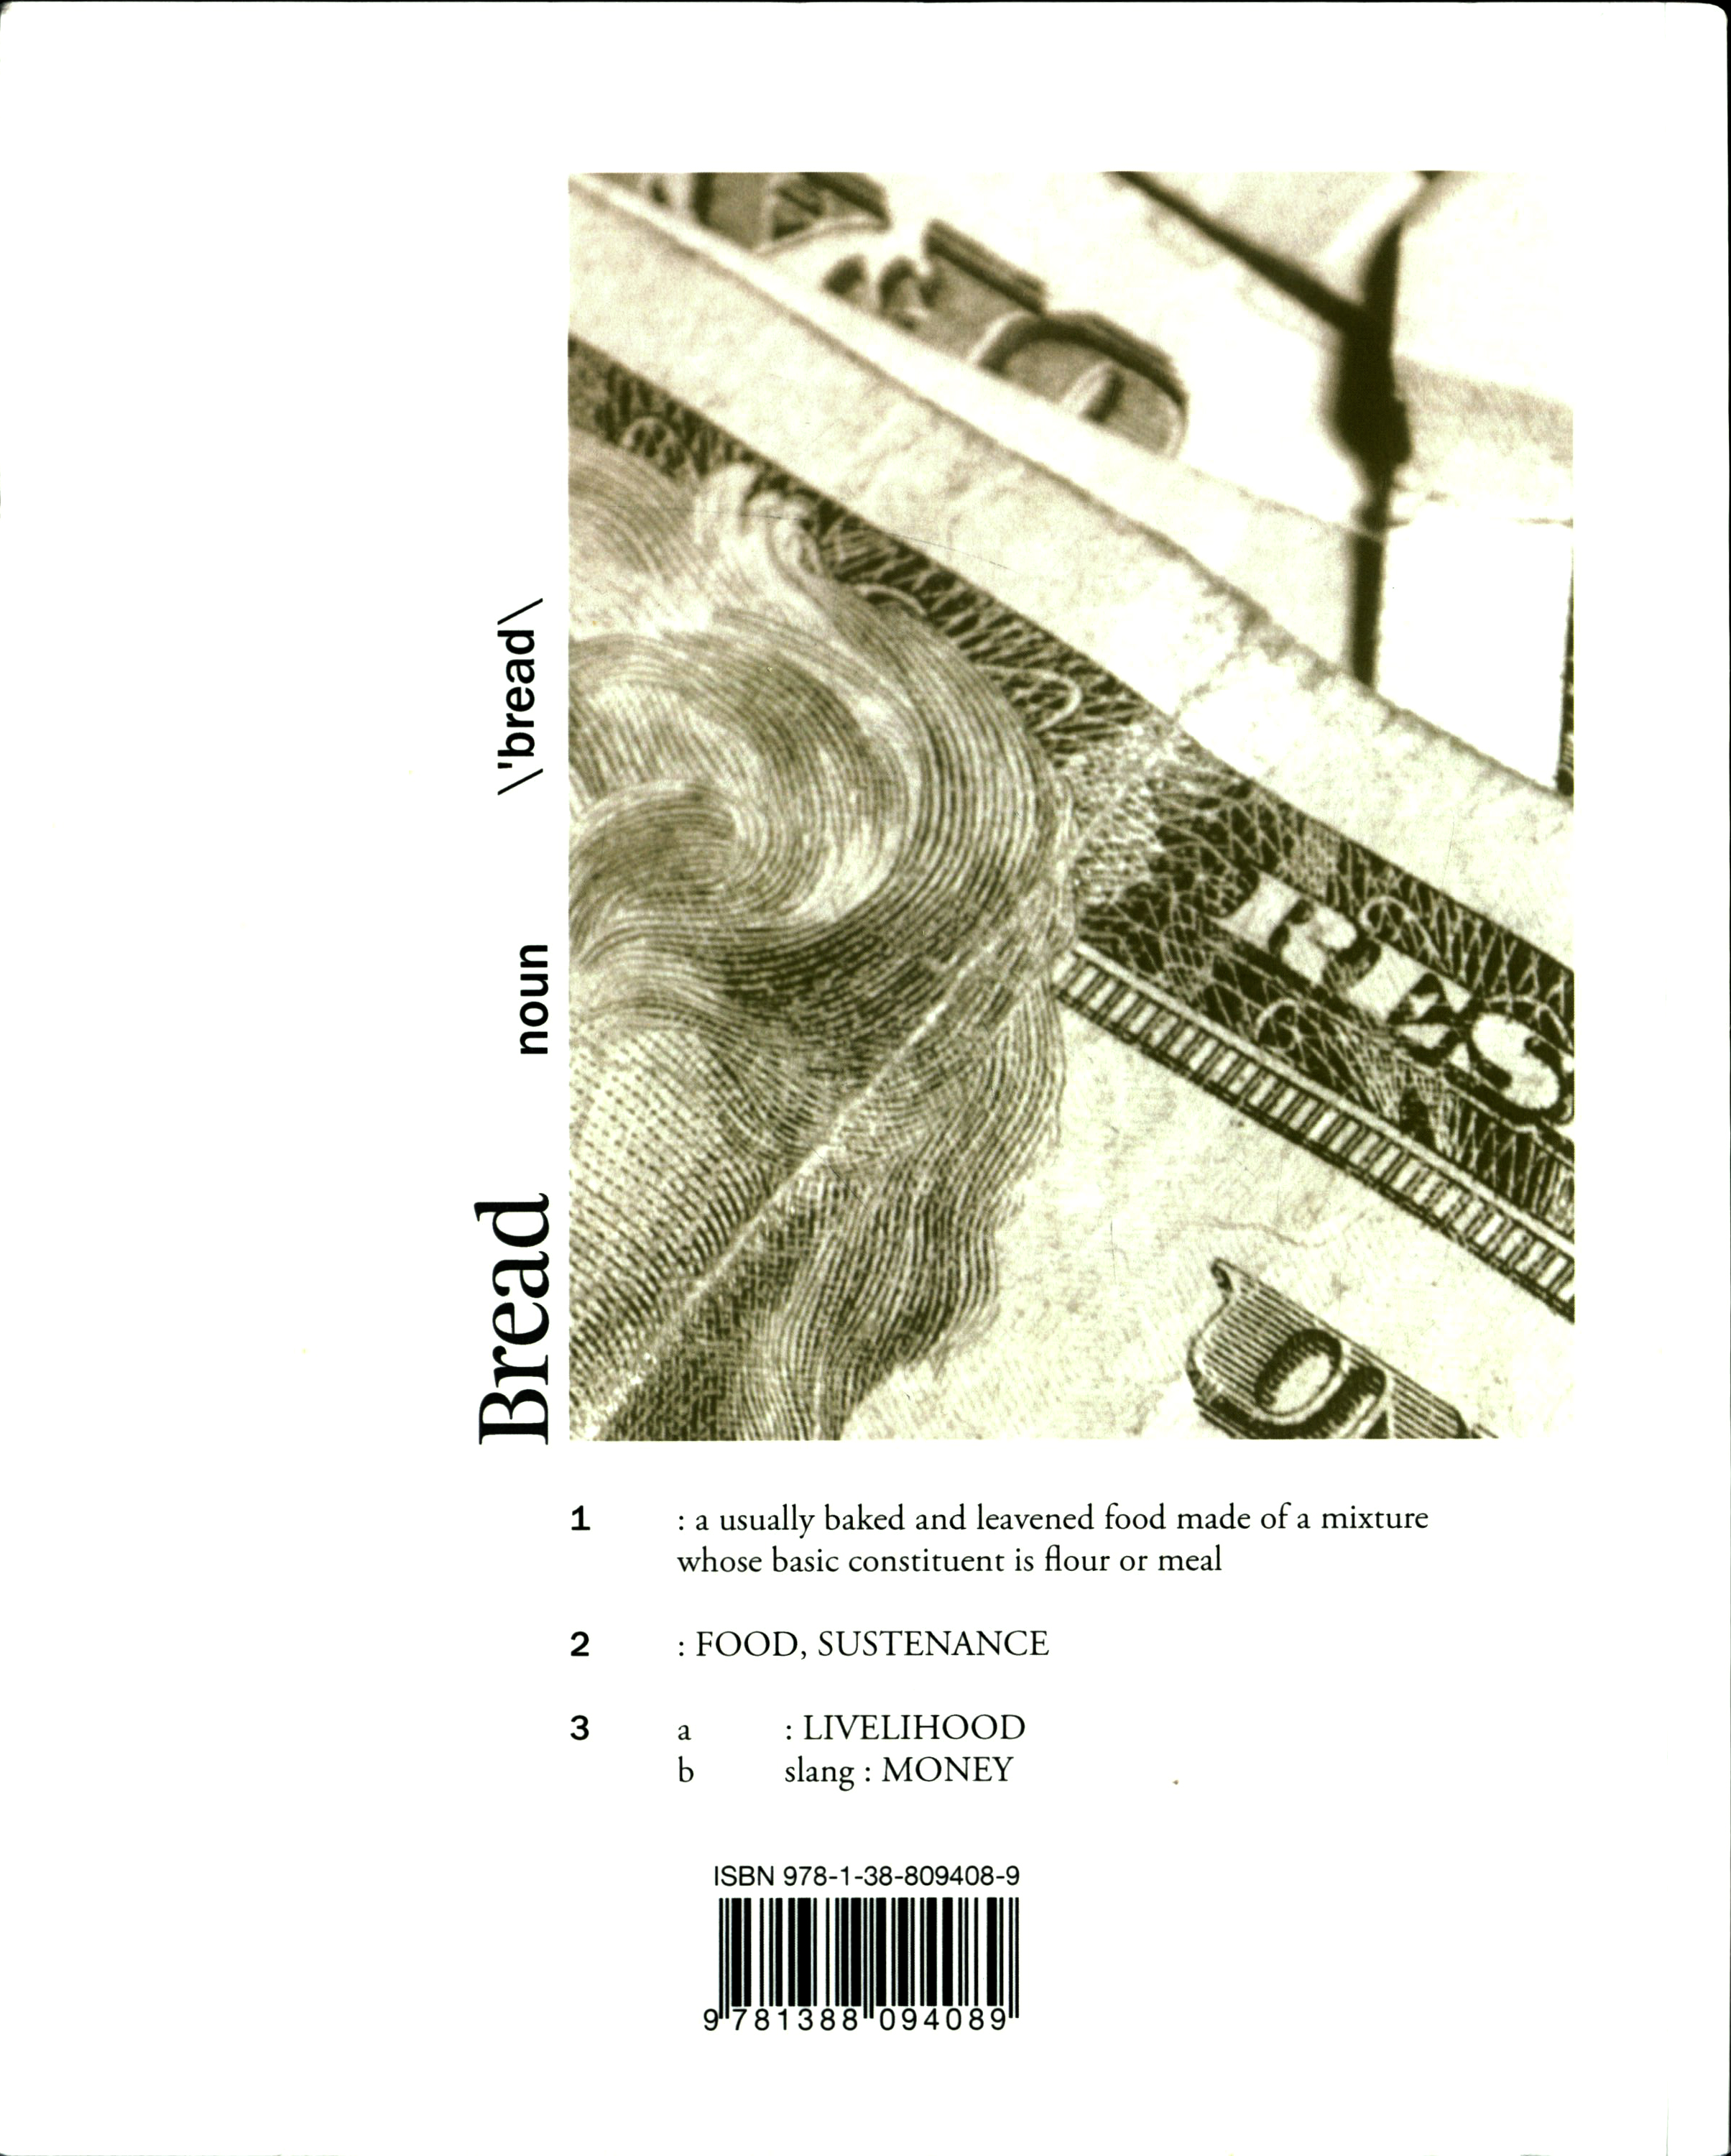 Bread noun \'bread\
RES
1 : a usually baked and leavened food made of a mixture
whose basic constituent is flour or meal
2 : FOOD, SUSTENANCE
3 a : LIVELIHOOD
b slang : MONEY
ISBN 978-1-38-809408-9
9 781388 094089